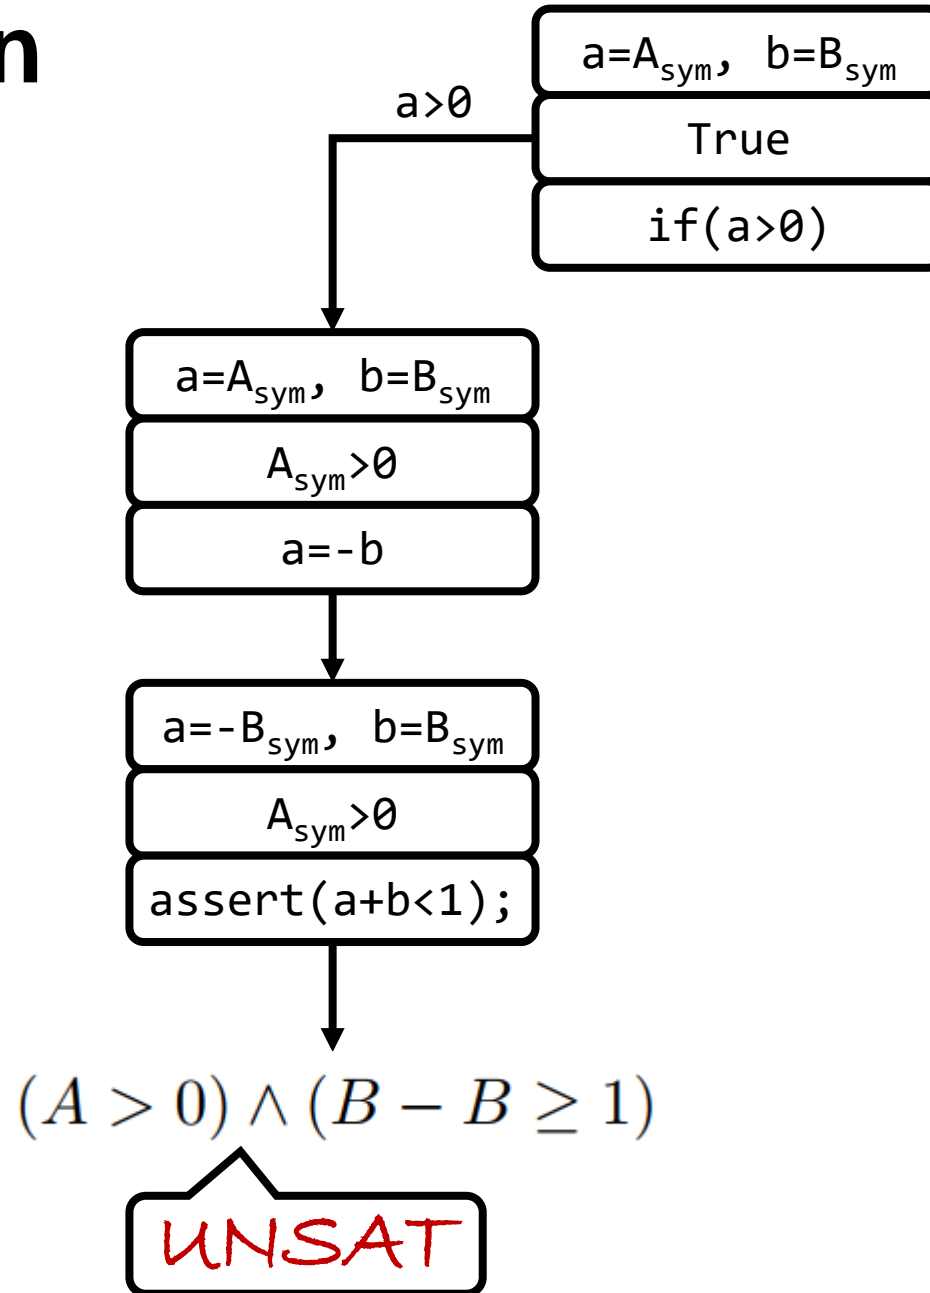 n
a=A_sym, b=B_sym
a>0
True
if(a>0)
a=A_sym, b=B_sym
A_sym>0
a=-b
a=-B_sym, b=B_sym
A_sym>0
assert(a+b<1);
(A > 0) ∧ (B − B ≥ 1)
UNSAT